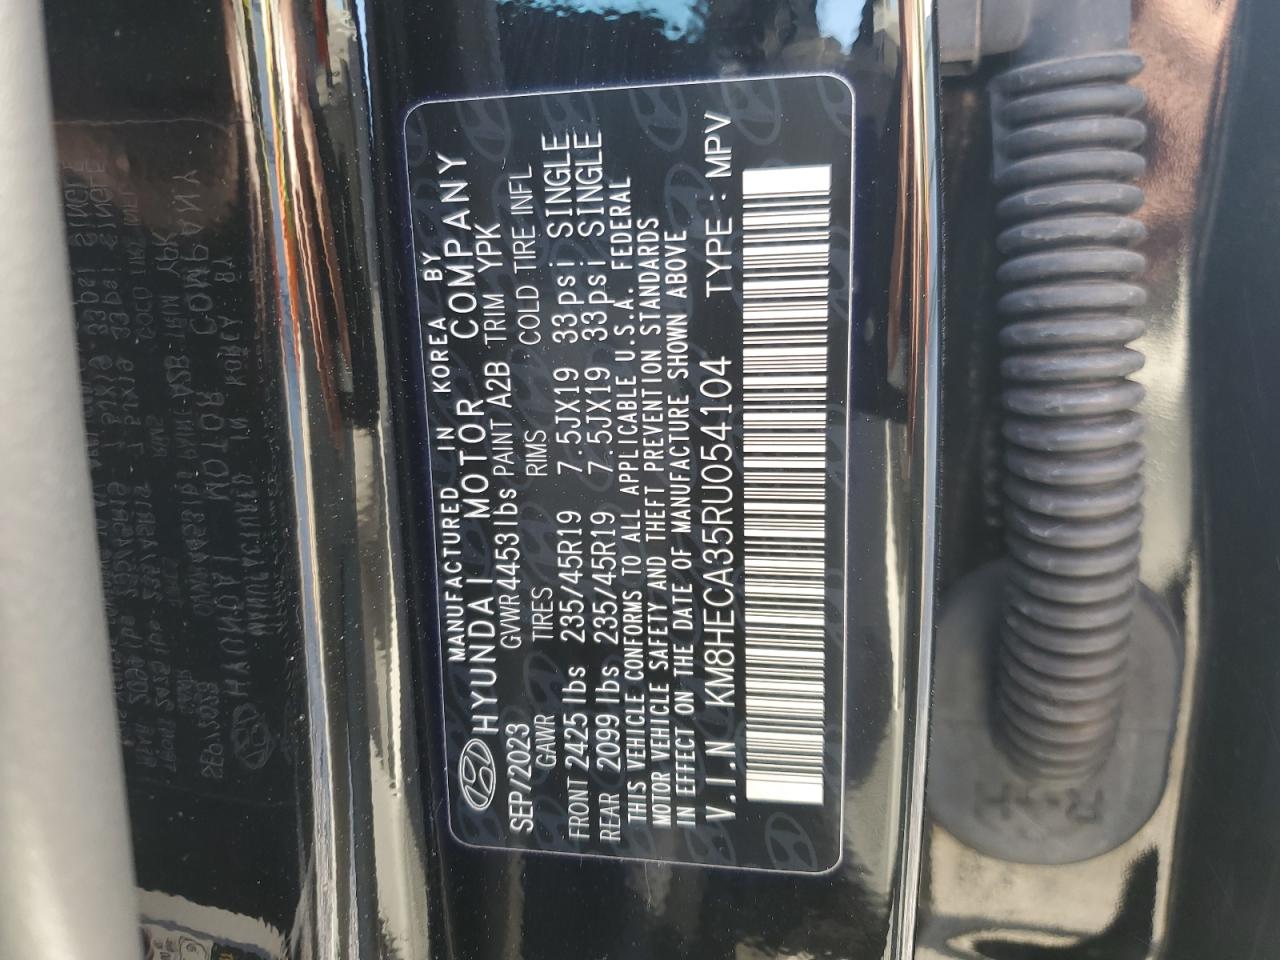 MANUFACTURED IN KOREA BY
HYUNDAI MOTOR COMPANY
SEP/2023 GVWR 4453lbs PAINT A2B TRIM YPK
GAWR TIRES RIMS COLD TIRE INFL
FRONT 2425 lbs 235/45R19 7.5JX19 33psi SINGLE
REAR 2099 lbs 235/45R19 7.5JX19 33psi SINGLE
THIS VEHICLE CONFORMS TO ALL APPLICABLE U.S.A. FEDERAL
MOTOR VEHICLE SAFETY AND THEFT PREVENTION STANDARDS
IN EFFECT ON THE DATE OF MANUFACTURE SHOWN ABOVE
V.I.N KM8HECA35RU054104 TYPE : MPV